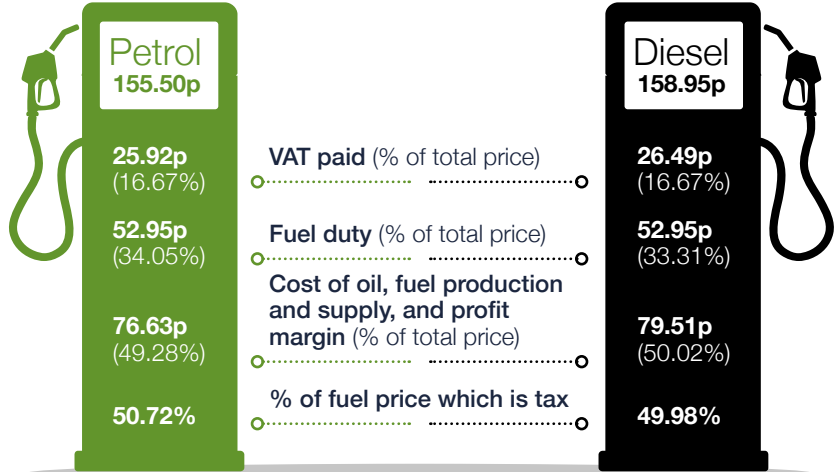 Petrol
155.50p
Diesel
158.95p
25.92p
(16.67%)
VAT paid (% of total price)
26.49p
(16.67%)
52.95p
(34.05%)
Fuel duty (% of total price)
52.95p
(33.31%)
76.63p
(49.28%)
Cost of oil, fuel production
and supply, and profit
margin (% of total price)
79.51p
(50.02%)
50.72%
% of fuel price which is tax
49.98%